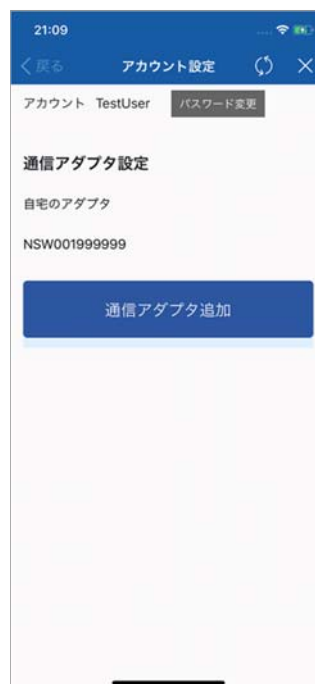 21:09
戻る アカウント設定
アカウント TestUser パスワード変更
通信アダプタ設定
自宅のアダプタ
NSW001999999
通信アダプタ追加